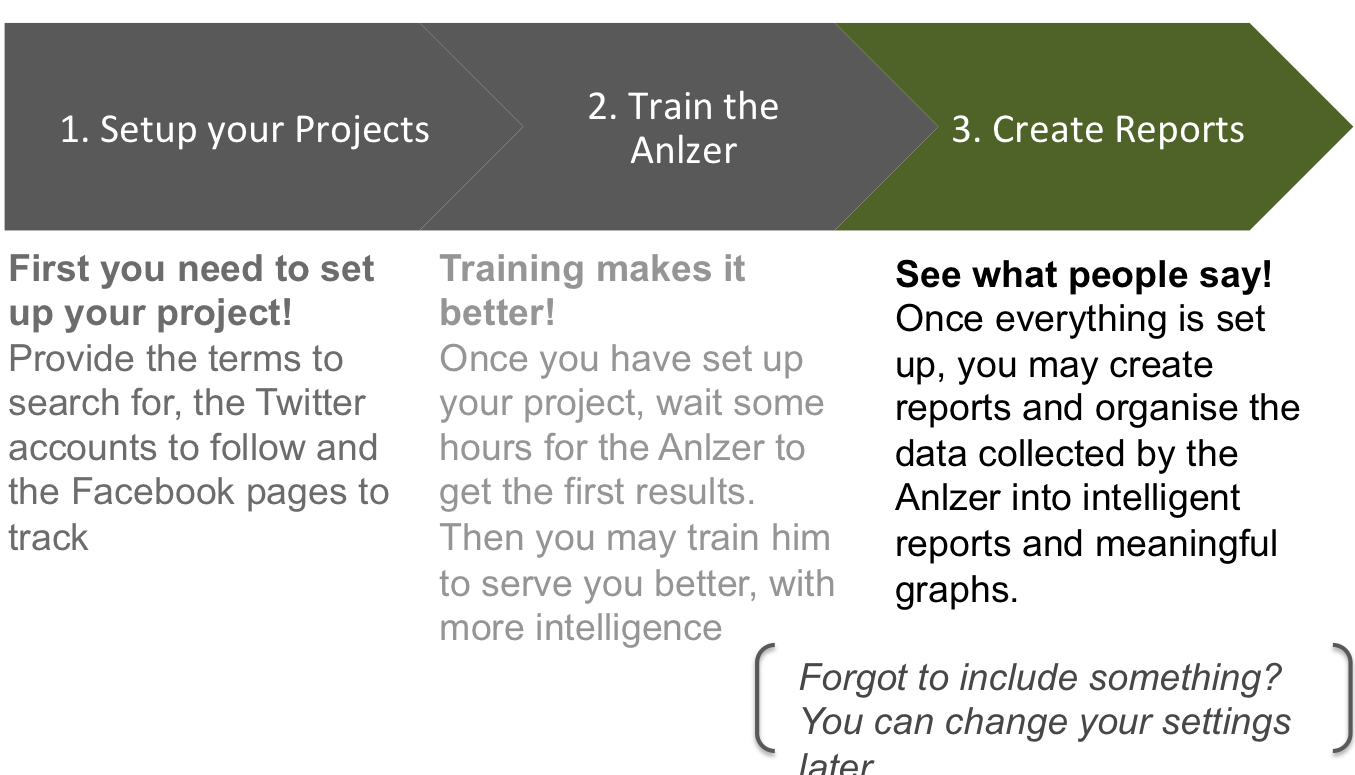 1. Setup your Projects
2. Train the
Anlzer
3. Create Reports
First you need to set
up your project!
Provide the terms to
search for, the Twitter
accounts to follow and
the Facebook pages to
track
Training makes it
better!
Once you have set up
your project, wait some
hours for the Anlzer to
get the first results.
Then you may train him
to serve you better, with
more intelligence
See what people say!
Once everything is set
up, you may create
reports and organise the
data collected by the
Anlzer into intelligent
reports and meaningful
graphs.
Forgot to include something?
You can change your settings
later